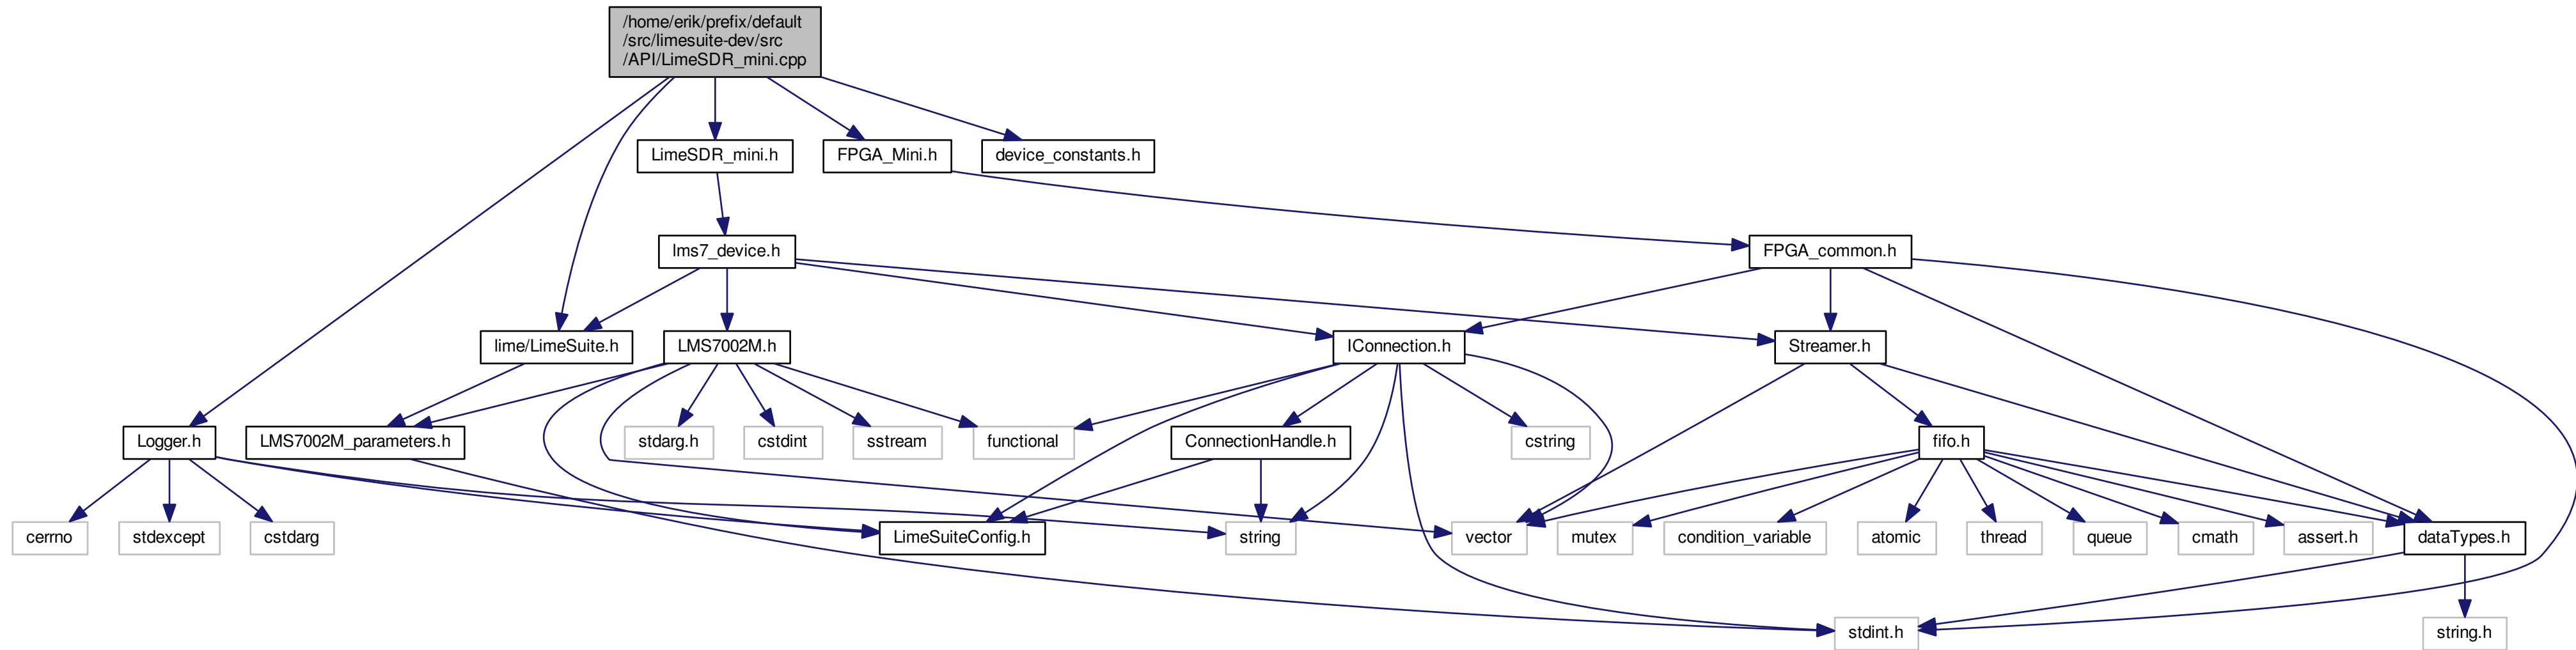 /home/erik/prefix/default
/src/limesuite-dev/src
/API/LimeSDR_mini.cpp
LimeSDR_mini.h
FPGA_Mini.h
device_constants.h
lms7_device.h
FPGA_common.h
lime/LimeSuite.h
LMS7002M.h
IConnection.h
Streamer.h
Logger.h
LMS7002M_parameters.h
stdarg.h
cstdint
sstream
functional
ConnectionHandle.h
cstring
fifo.h
cerrno
stdexcept
cstdarg
LimeSuiteConfig.h
string
vector
mutex
condition_variable
atomic
thread
queue
cmath
assert.h
dataTypes.h
stdint.h
string.h